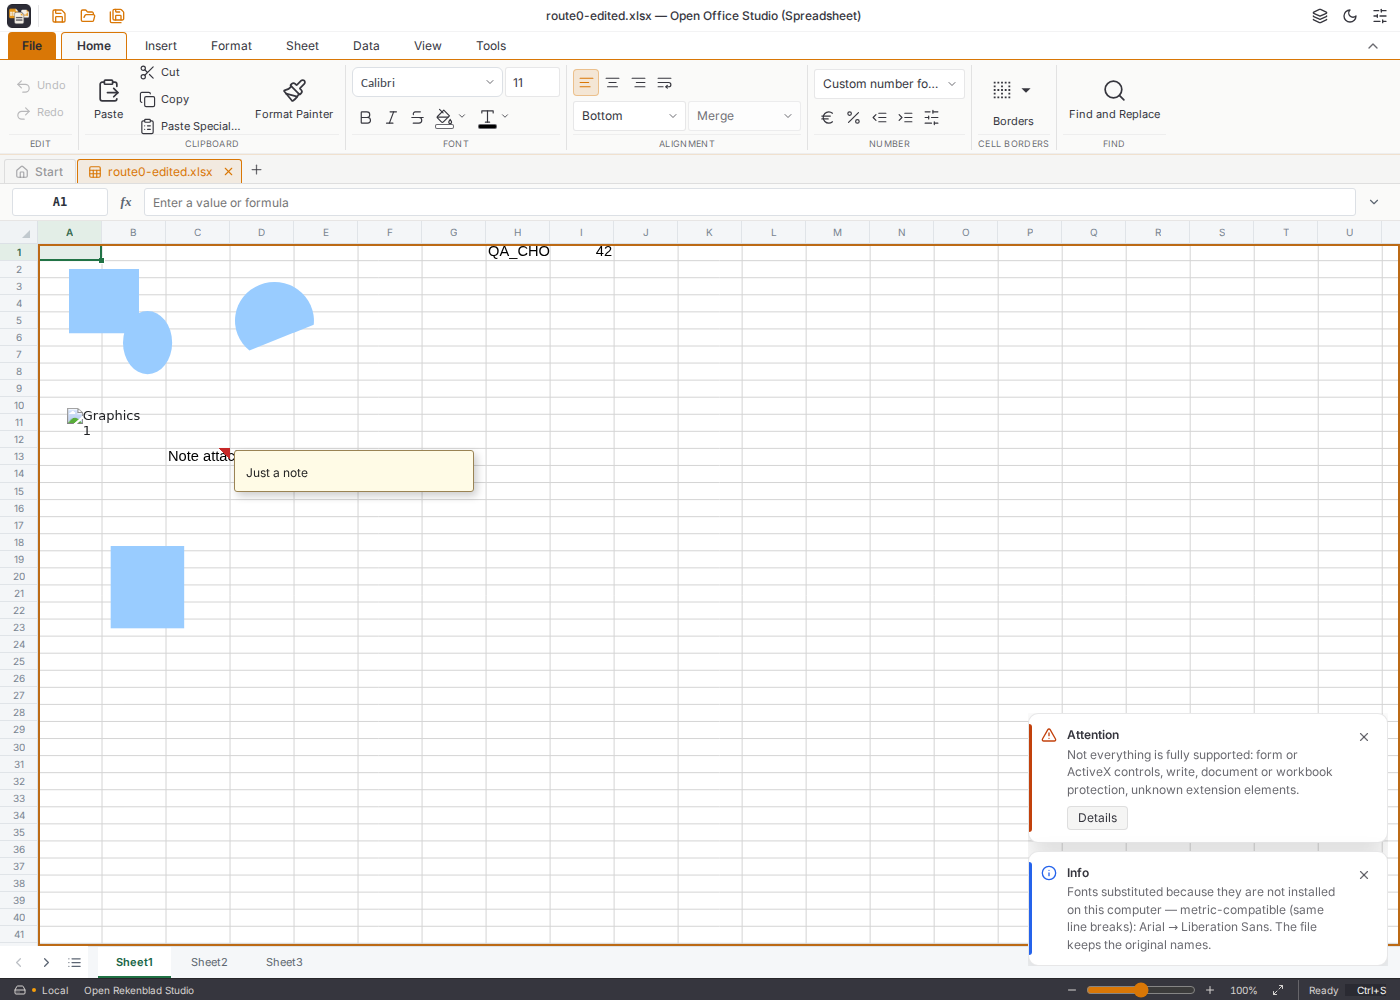 route0-edited.xlsx — Open Office Studio (Spreadsheet)
File Home Insert Format Sheet Data View Tools
Undo
Redo
EDIT
Paste
Cut
Copy
Paste Special...
Format Painter
CLIPBOARD
Calibri 11
FONT
Bottom Merge
ALIGNMENT
Custom number fo...
€ %
NUMBER
Borders
CELL BORDERS
Find and Replace
FIND
Start route0-edited.xlsx
A1 fx Enter a value or formula
A B C D E F G H I J K L M N O P Q R S T U
1 QA_CHO 42
2
3
4
5
6
7
8
9
10
11 Graphics
1
12
13 Note attac
Just a note
14
15
16
17
18
19
20
21
22
23
24
25
26
27
28
29
30
31
32
33
34
35
36
37
38
39
40
41
Attention
Not everything is fully supported: form or
ActiveX controls, write, document or workbook
protection, unknown extension elements.
Details
Info
Fonts substituted because they are not installed
on this computer — metric-compatible (same
line breaks): Arial → Liberation Sans. The file
keeps the original names.
Sheet1 Sheet2 Sheet3
Local Open Rekenblad Studio 100% Ready Ctrl+S